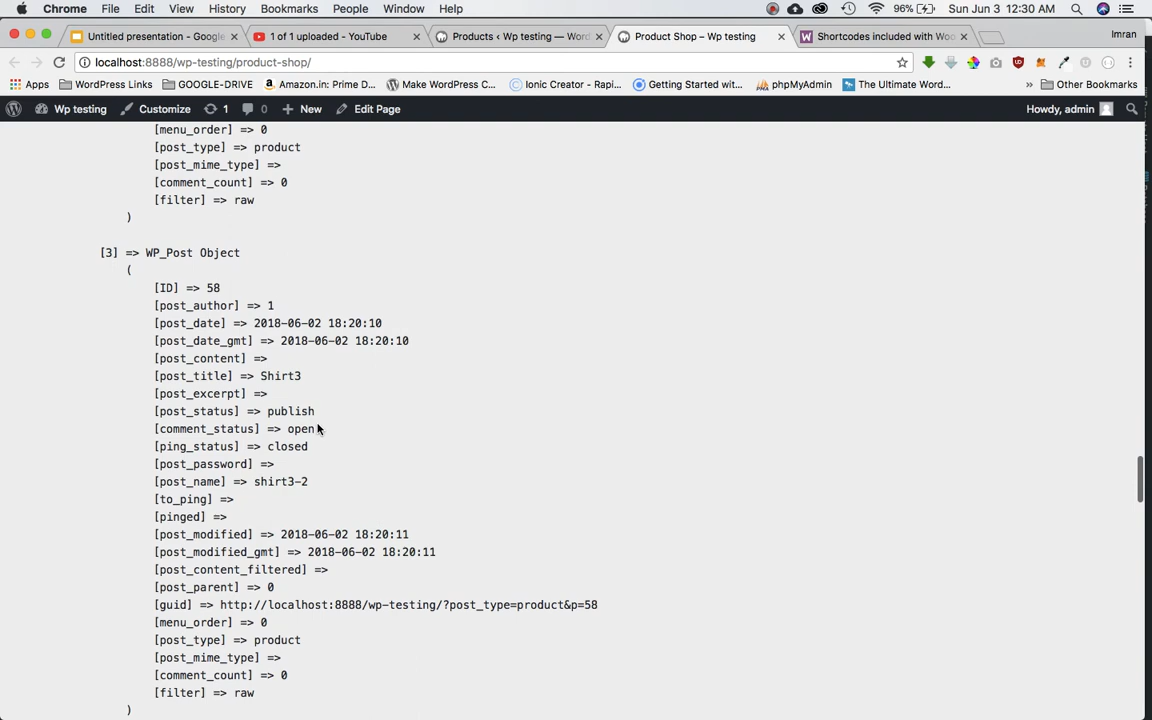 Chrome File Edit View History Bookmarks People Window Help 96% Sun Jun 3 12:30 AM
Untitled presentation - Google 1 of 1 uploaded - YouTube Products ‹ Wp testing — Word Product Shop – Wp testing Shortcodes included with Woo Imran
localhost:8888/wp-testing/product-shop/
Apps WordPress Links GOOGLE-DRIVE Amazon.in: Prime D... Make WordPress C... Ionic Creator - Rapi... Getting Started wit... phpMyAdmin The Ultimate Word... » Other Bookmarks
Wp testing Customize 1 0 New Edit Page Howdy, admin
[menu_order] => 0
[post_type] => product
[post_mime_type] =>
[comment_count] => 0
[filter] => raw
)
[3] => WP_Post Object
(
[ID] => 58
[post_author] => 1
[post_date] => 2018-06-02 18:20:10
[post_date_gmt] => 2018-06-02 18:20:10
[post_content] =>
[post_title] => Shirt3
[post_excerpt] =>
[post_status] => publish
[comment_status] => open
[ping_status] => closed
[post_password] =>
[post_name] => shirt3-2
[to_ping] =>
[pinged] =>
[post_modified] => 2018-06-02 18:20:11
[post_modified_gmt] => 2018-06-02 18:20:11
[post_content_filtered] =>
[post_parent] => 0
[guid] => http://localhost:8888/wp-testing/?post_type=product&p=58
[menu_order] => 0
[post_type] => product
[post_mime_type] =>
[comment_count] => 0
[filter] => raw
)